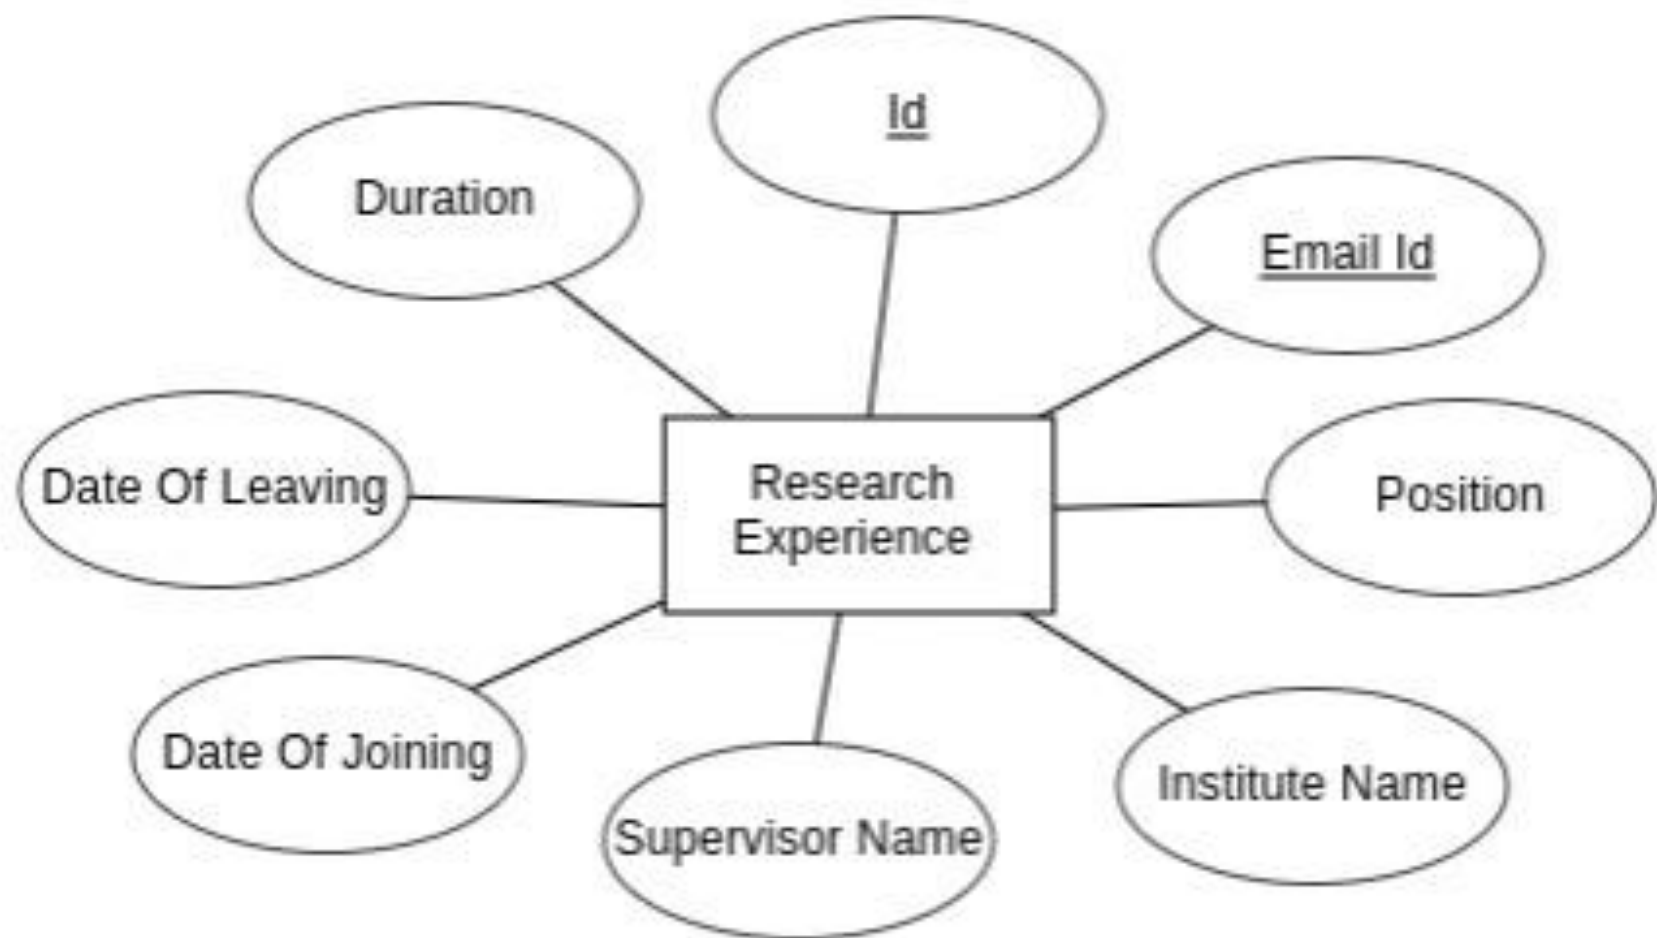 Id
Duration
Email Id
Date Of Leaving
Research
Experience
Position
Date Of Joining
Supervisor Name
Institute Name